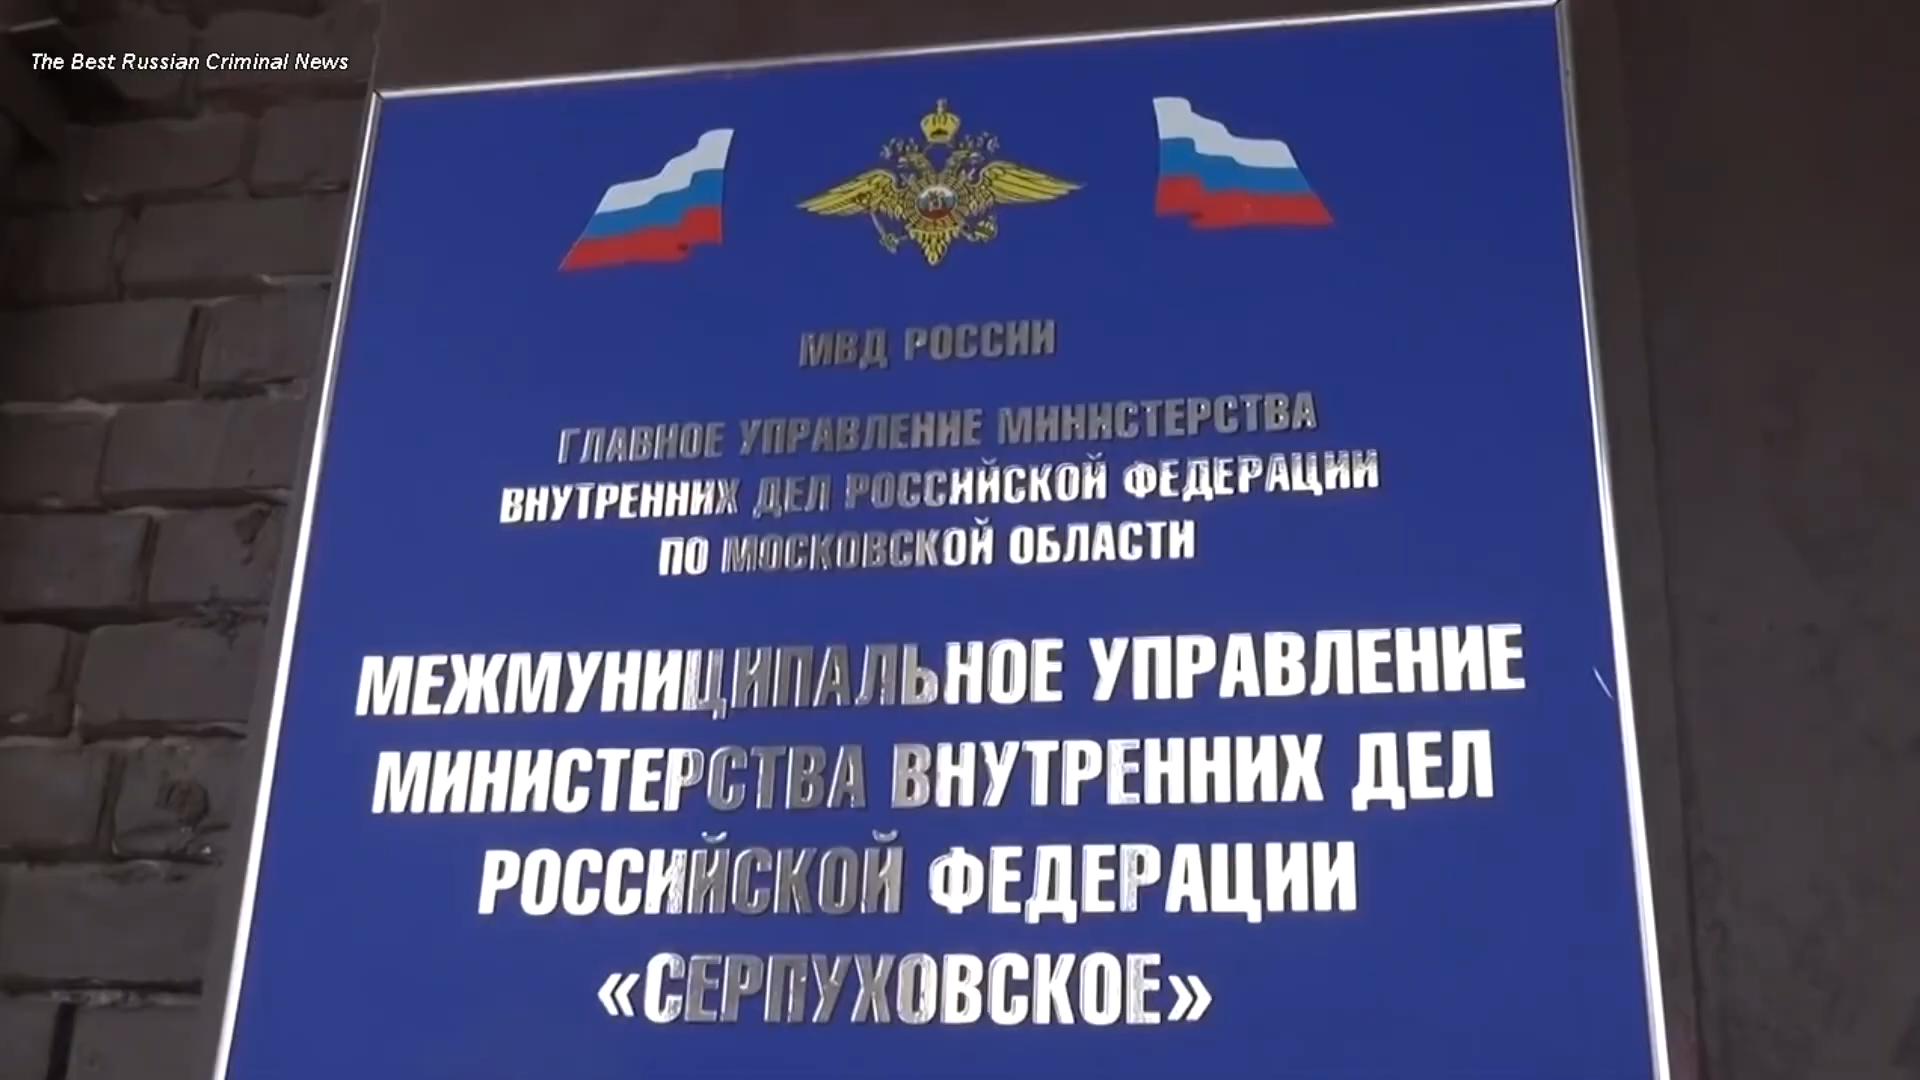 The Best Russian Criminal News
МВД РОССИИ
ГЛАВНОЕ УПРАВЛЕНИЕ МИНИСТЕРСТВА
ВНУТРЕННИХ ДЕЛ РОССИЙСКОЙ ФЕДЕРАЦИИ
ПО МОСКОВСКОЙ ОБЛАСТИ
МЕЖМУНИЦИПАЛЬНОЕ УПРАВЛЕНИЕ
МИНИСТЕРСТВА ВНУТРЕННИХ ДЕЛ
РОССИЙСКОЙ ФЕДЕРАЦИИ
«СЕРПУХОВСКОЕ»